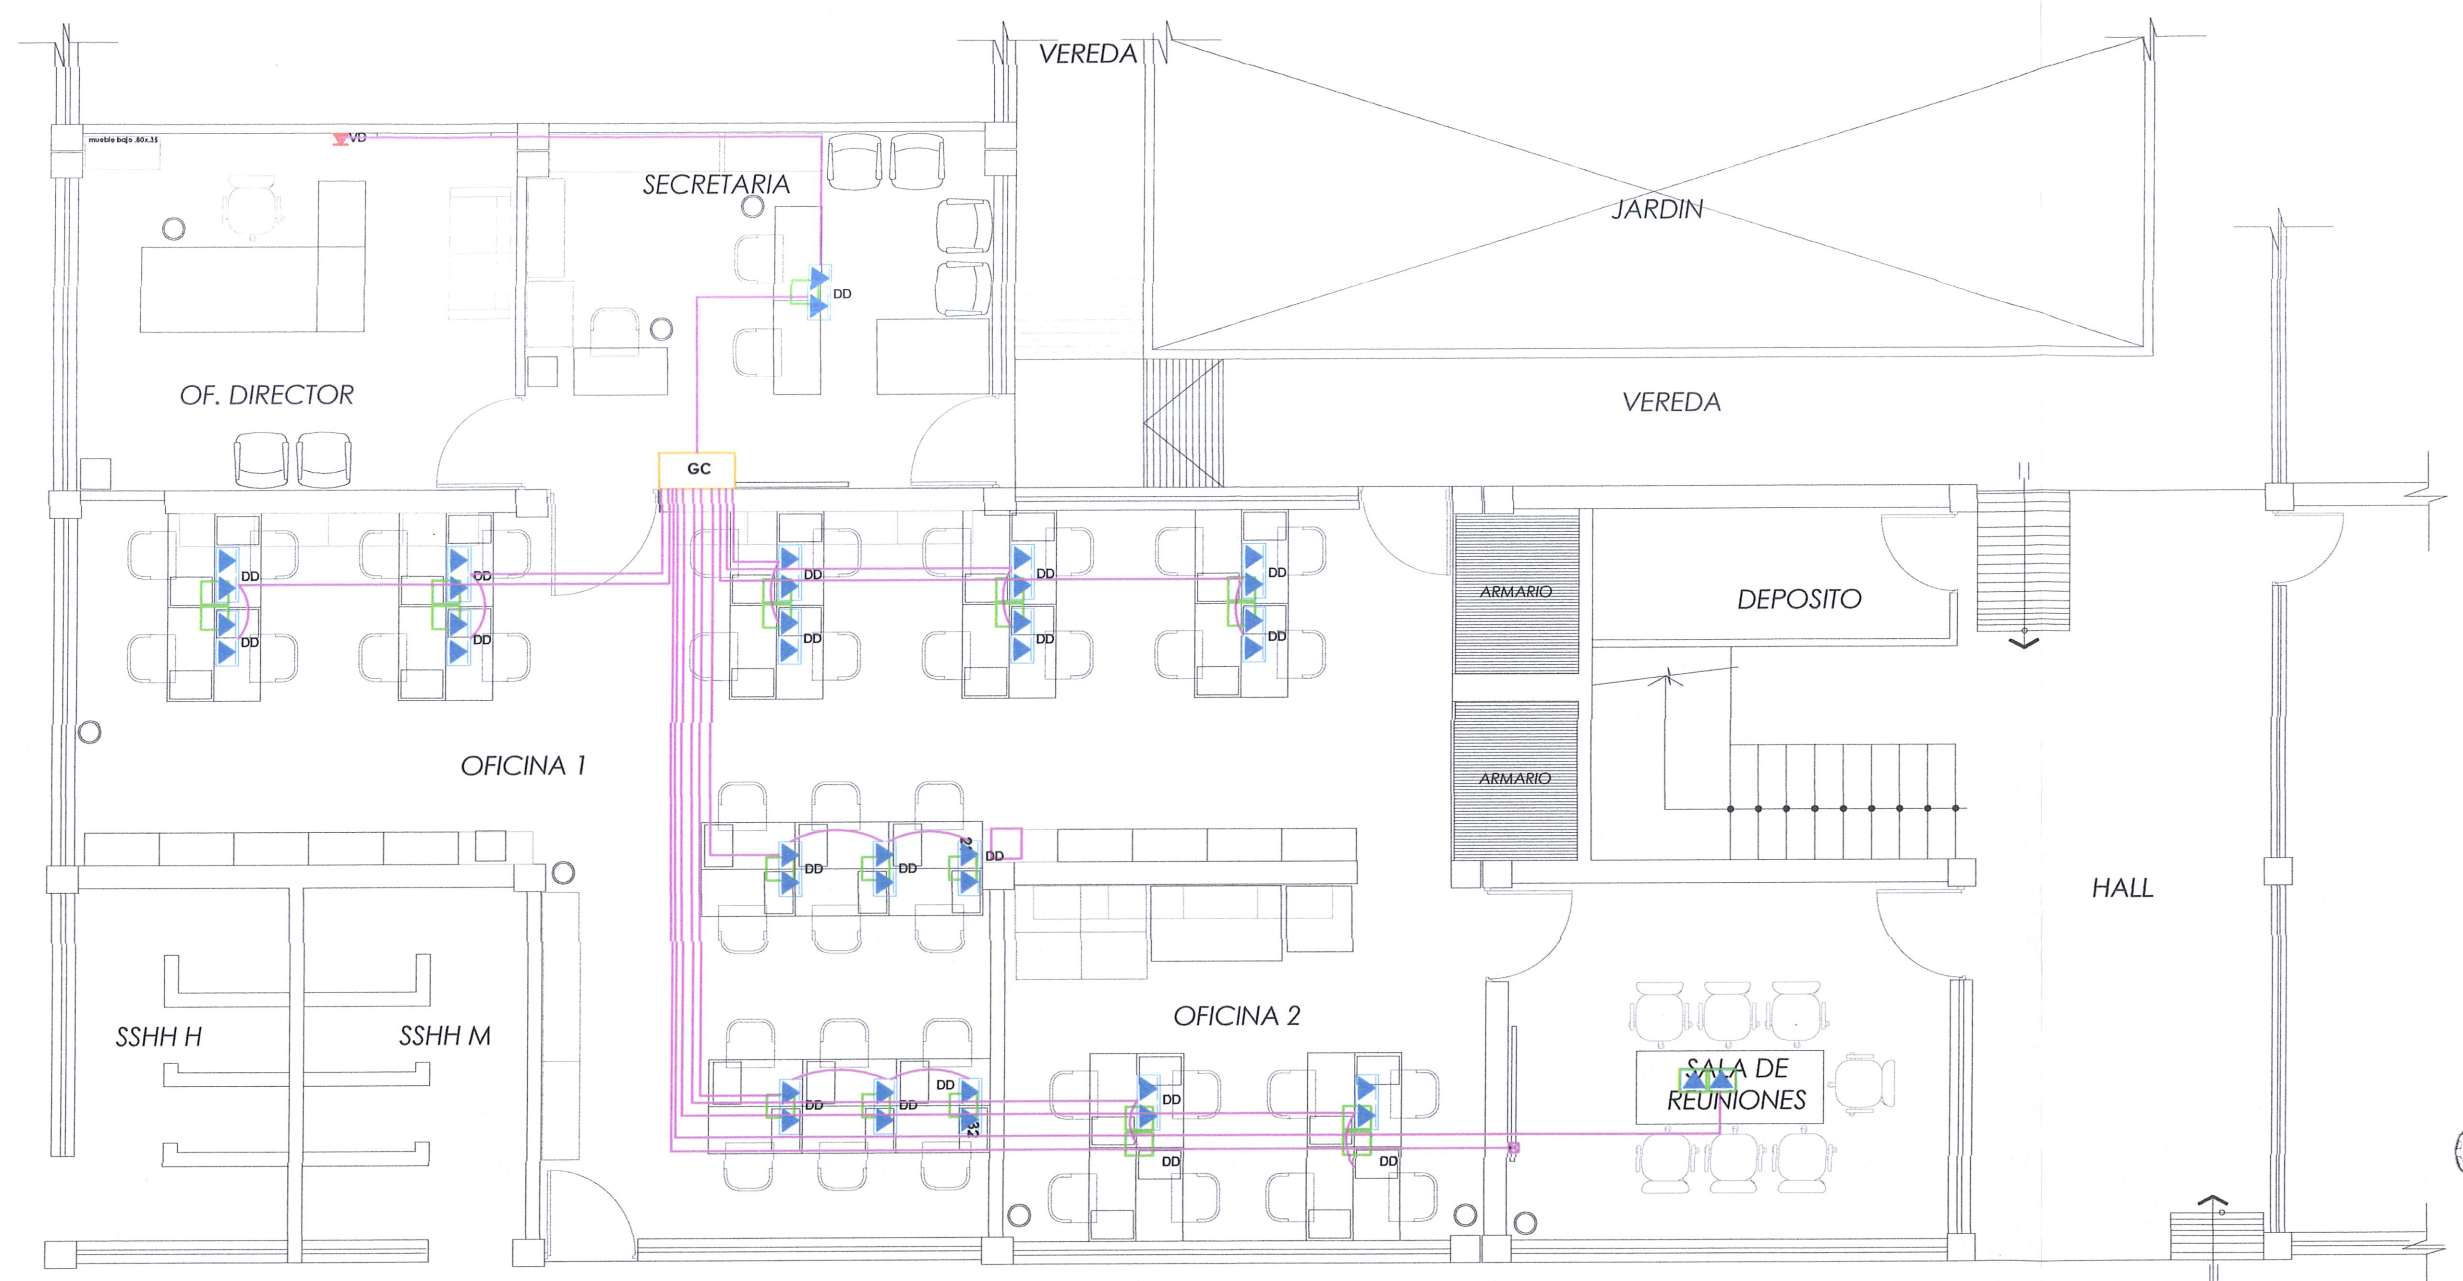 VEREDA
mueble bajo .80x.35
VD
SECRETARIA
JARDIN
DD
OF. DIRECTOR
VEREDA
GC
DD
DD
DD
DD
DD
DD
DD
DD
DD
DD
ARMARIO
DEPOSITO
OFICINA 1
ARMARIO
DD
DD
DD
HALL
OFICINA 2
SSHH H
SSHH M
SALA DE
REUNIONES
DD
DD
DD
DD
DD
32
DD
DD